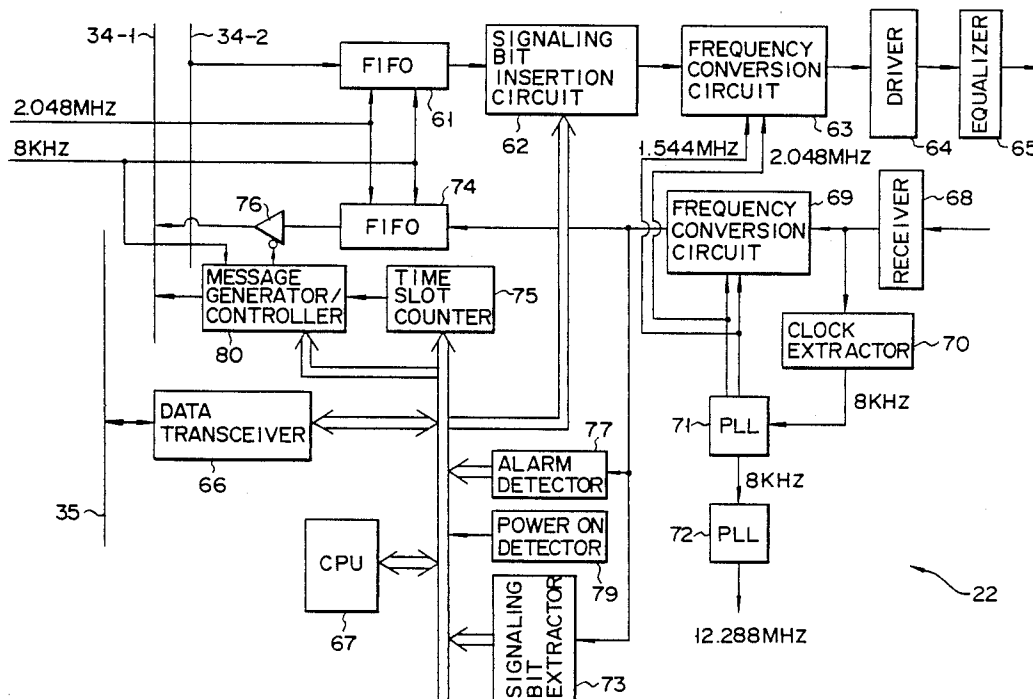 34-1
34-2
FIFO
61
SIGNALING
BIT
INSERTION
CIRCUIT
62
FREQUENCY
CONVERSION
CIRCUIT
63
DRIVER
64
EQUALIZER
65
2.048MHZ
8KHZ
1.544MHZ
2.048MHZ
76
74
FIFO
69
FREQUENCY
CONVERSION
CIRCUIT
68
RECEIVER
MESSAGE
GENERATOR/
CONTROLLER
80
TIME
SLOT
COUNTER
75
CLOCK
EXTRACTOR
70
8KHZ
DATA
TRANSCEIVER
66
71
PLL
77
ALARM
DETECTOR
8KHZ
35
POWER ON
DETECTOR
79
72
PLL
CPU
67
SIGNALING
BIT
EXTRACTOR
73
12.288MHZ
22